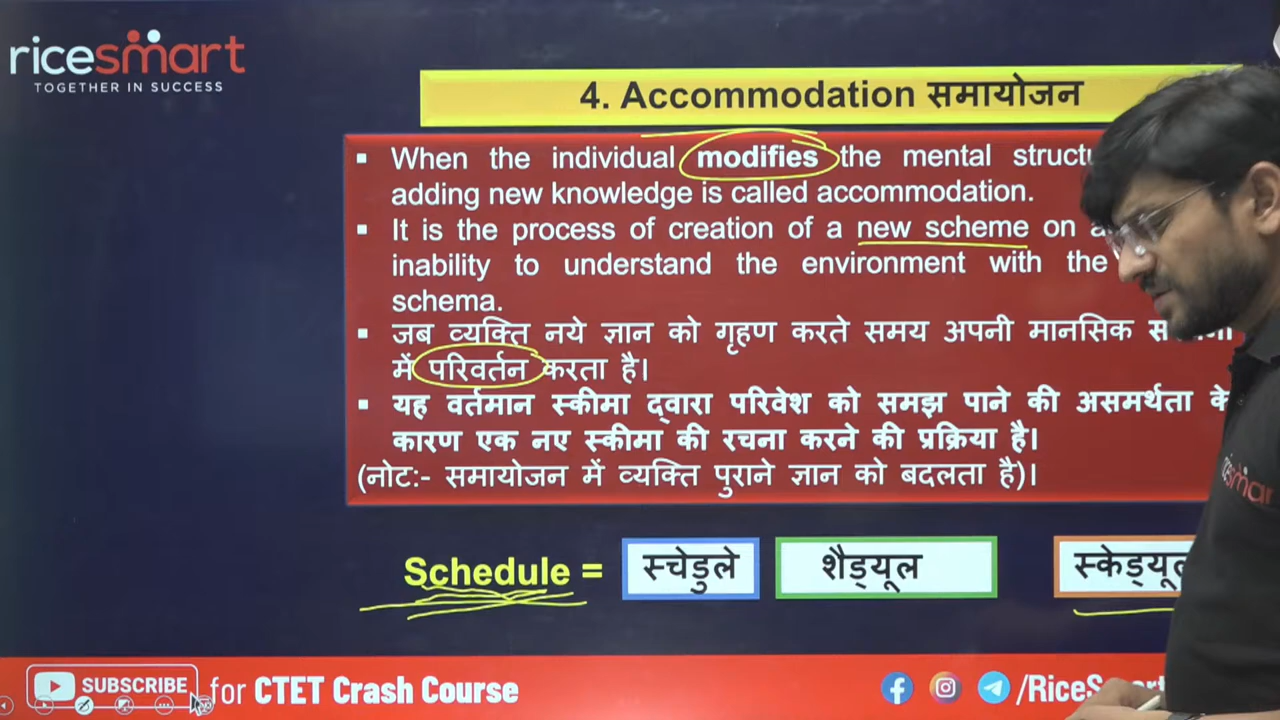 ricesmart
TOGETHER IN SUCCESS
4. Accommodation समायोजन
▪ When the individual modifies the mental
adding new knowledge is called accommodation.
▪ It is the process of creation of a new scheme on
inability to understand the environment with the
schema.
▪ जब व्यक्ति नये ज्ञान को गृहण करते समय अपनी मानसिक
में परिवर्तन करता है।
▪ यह वर्तमान स्कीमा द्वारा परिवेश को समझ पाने की असमर्थता के
कारण एक नए स्कीमा की रचना करने की प्रक्रिया है।
(नोट:- समायोजन में व्यक्ति पुराने ज्ञान को बदलता है)।
Schedule = स्चेडुले शैड्यूल
SUBSCRIBE for CTET Crash Course